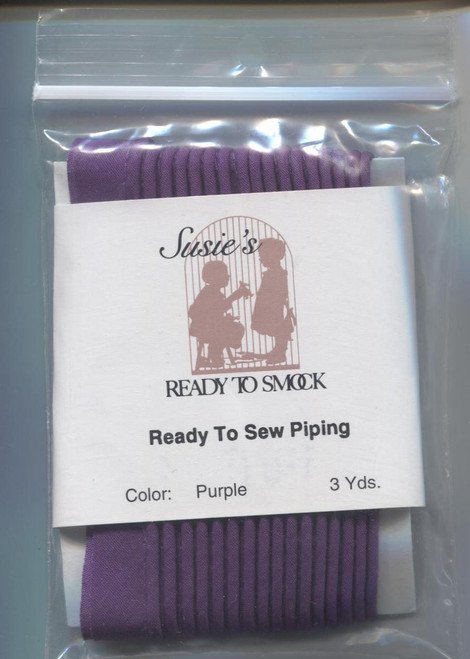 Susie's
READY TO SMOCK
Ready To Sew Piping
Color: Purple 3 Yds.